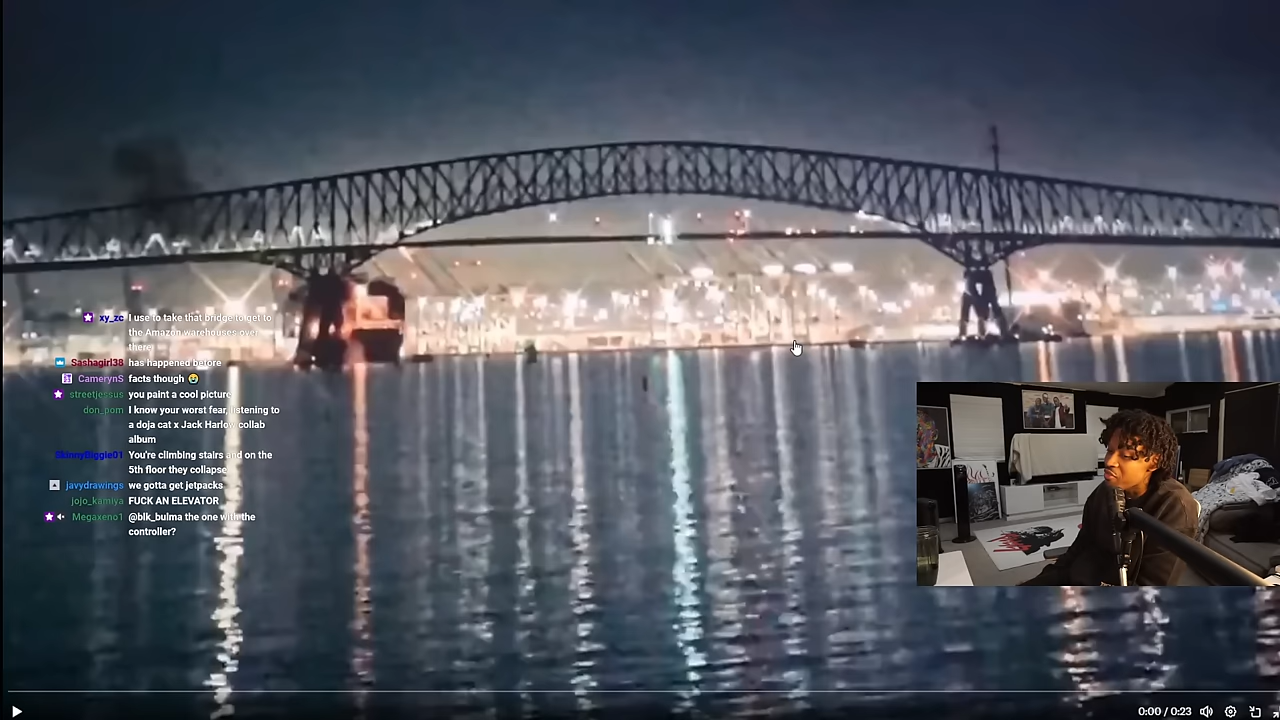 xy_zc I use to take that bridge to get to
the Amazon warehouses over
there
Sashagirl38 has happened before
CamerynS facts though 😭
streetjessus you paint a cool picture
don_pom I know your worst fear, listening to
a doja cat x Jack Harlow collab
album
SkinnyBiggie01 You're climbing stairs and on the
5th floor they collapse
javydrawings we gotta get jetpacks
jojo_kamiya FUCK AN ELEVATOR
Megaxeno1 @blk_bulma the one with the
controller?
0:00 / 0:23